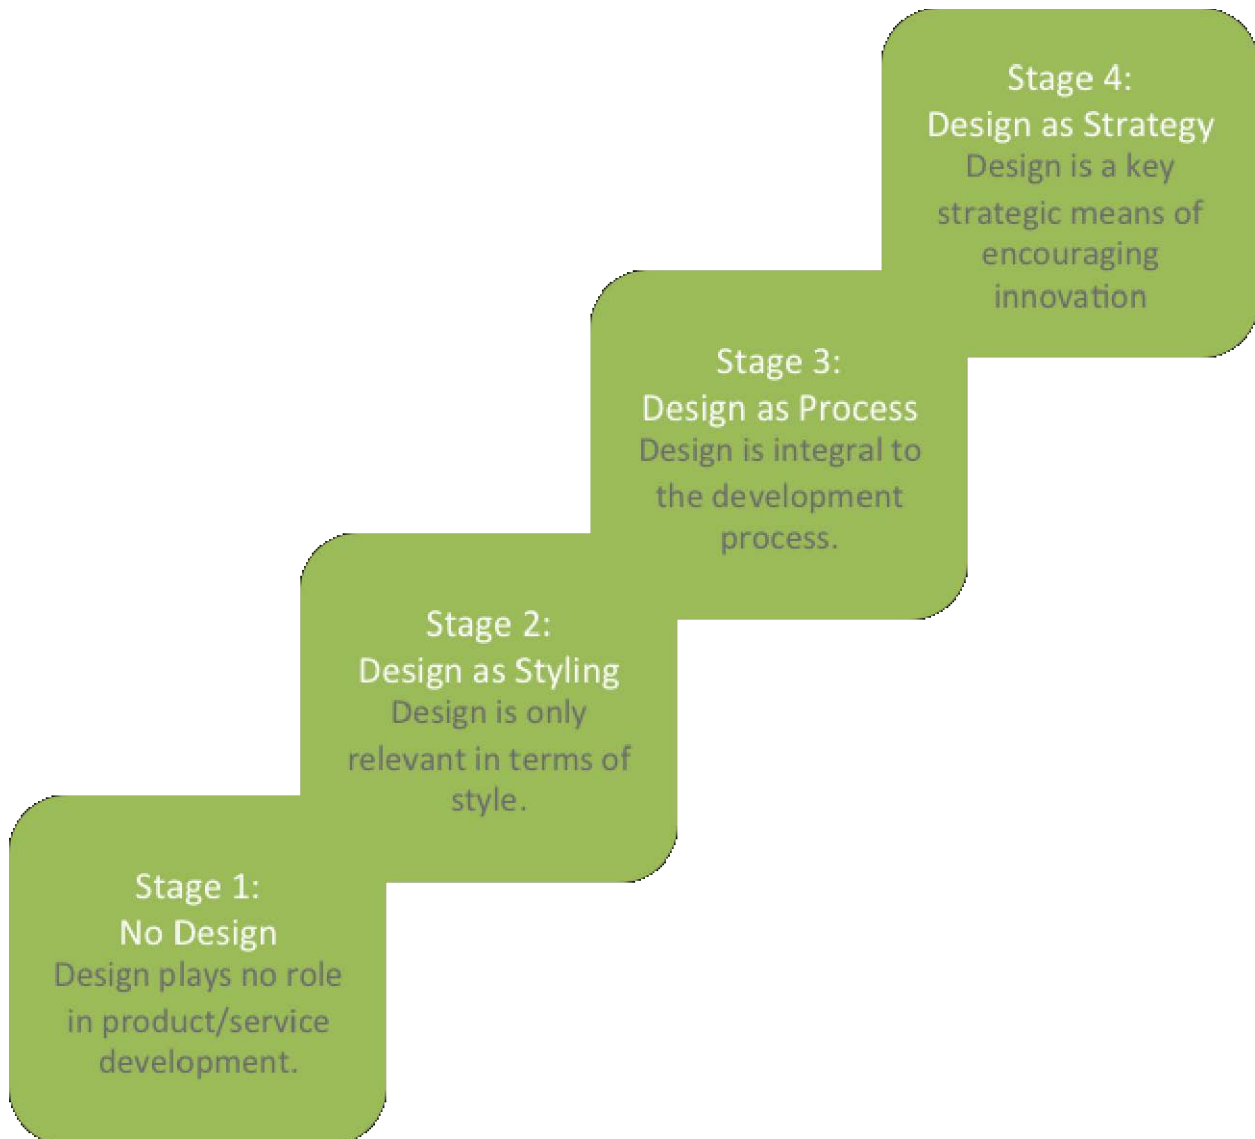 Stage 4:
Design as Strategy
Design is a key
strategic means of
encouraging
innovation
Stage 3:
Design as Process
Design is integral to
the development
process.
Stage 2:
Design as Styling
Design is only
relevant in terms of
style.
Stage 1:
No Design
Design plays no role
in product/service
development.